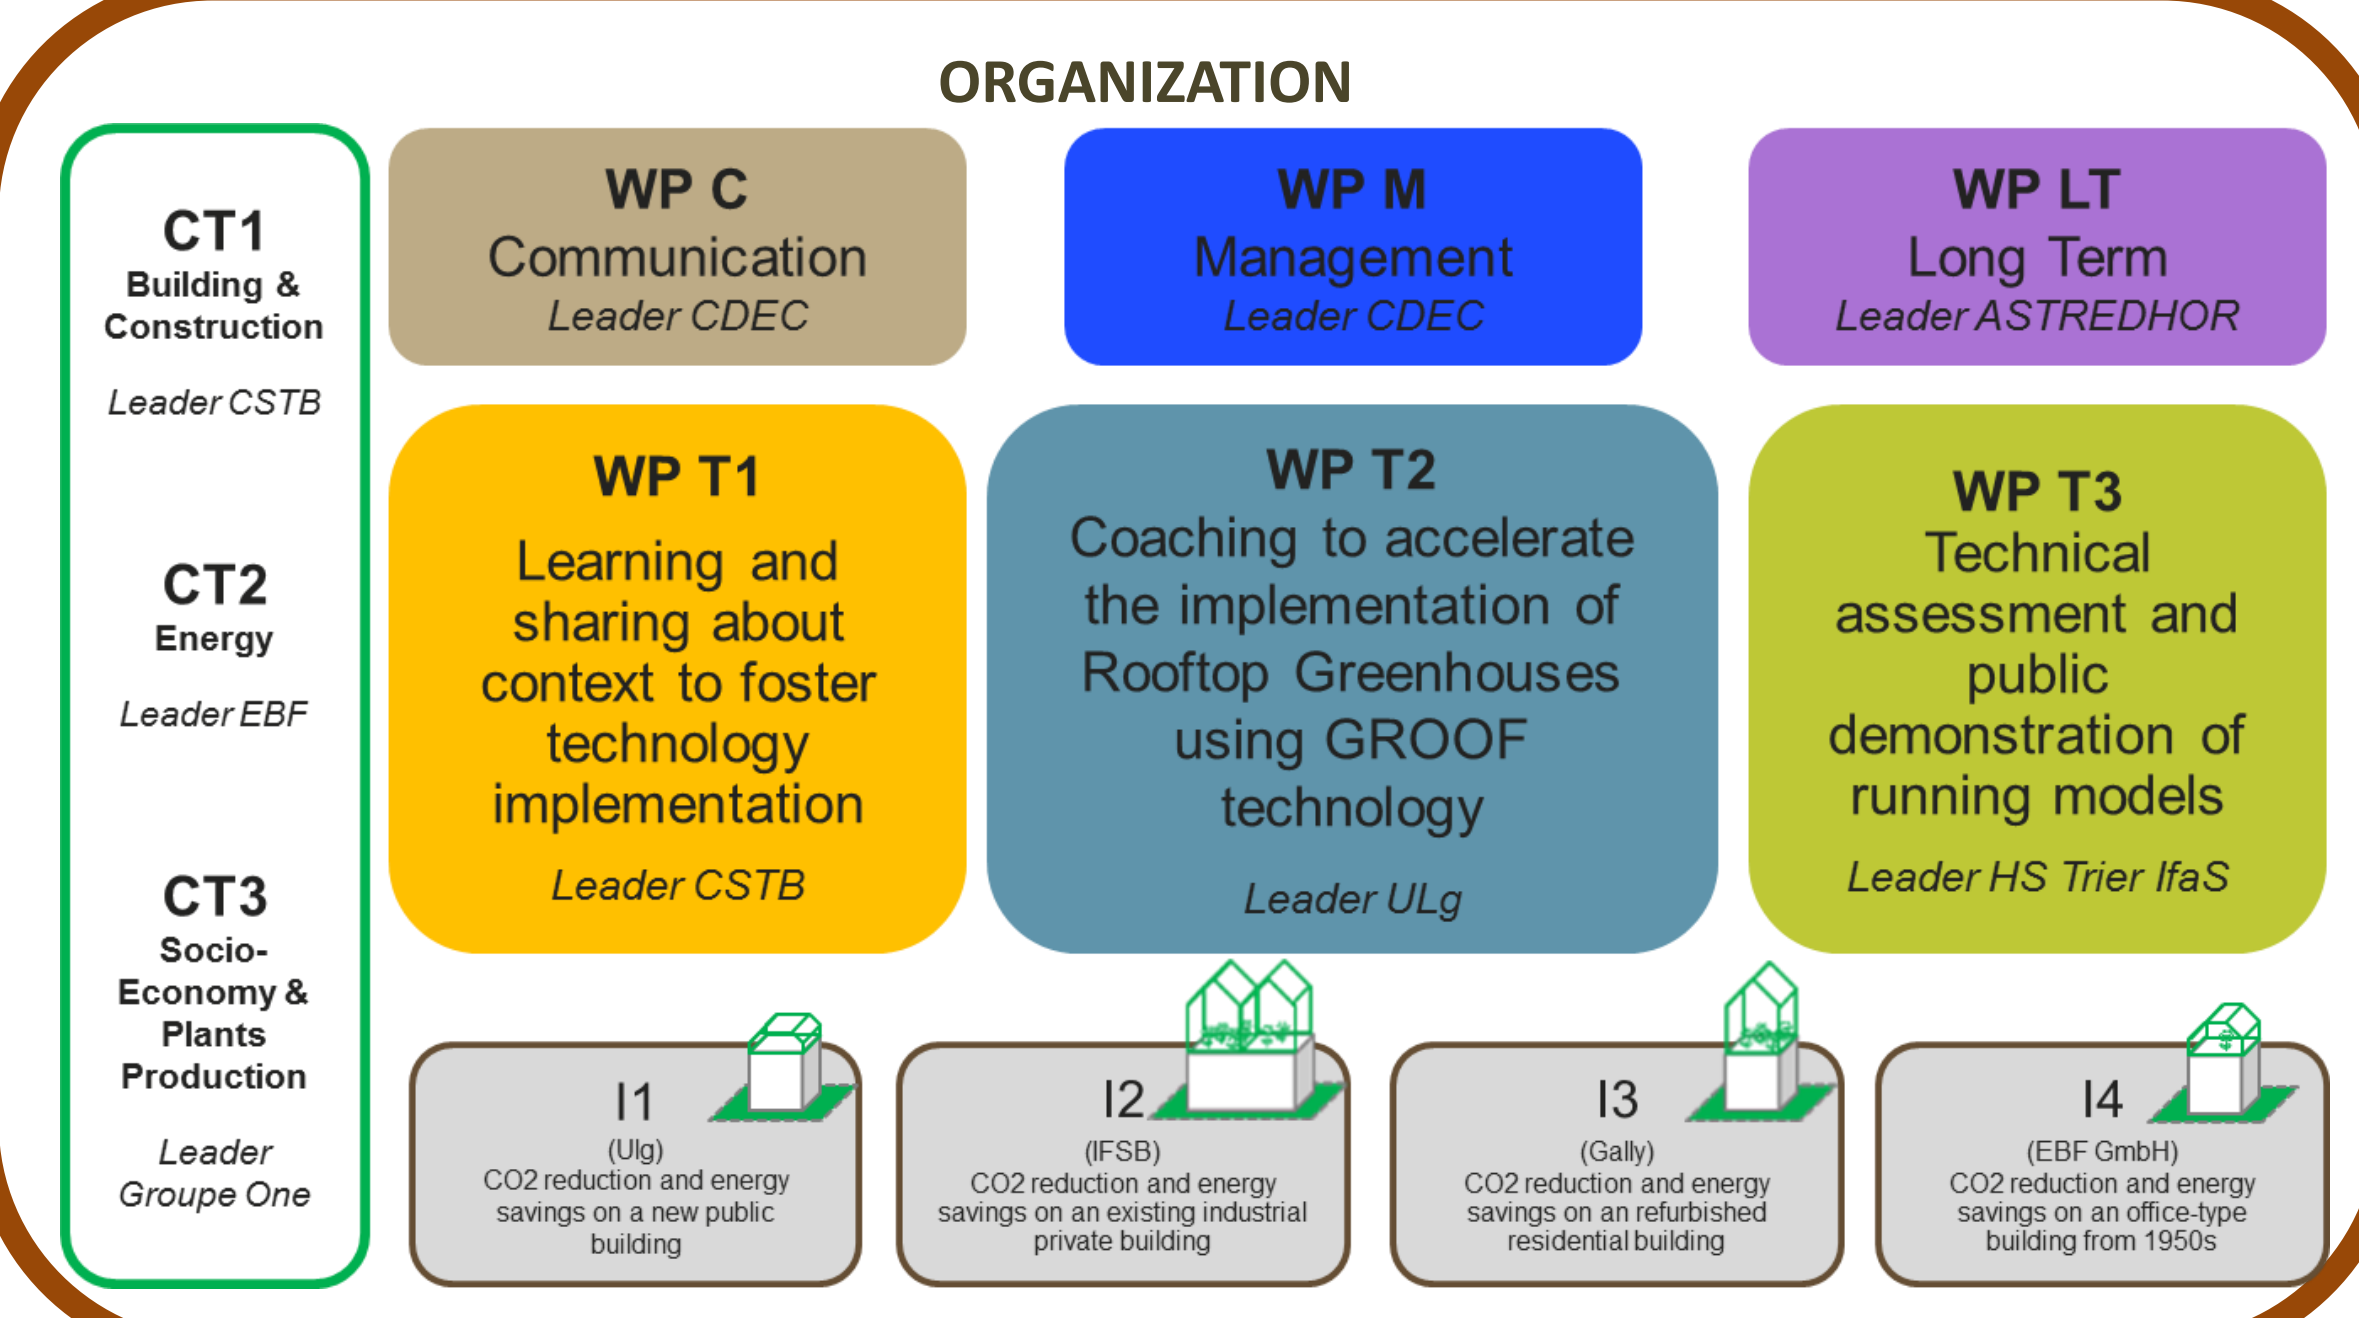 ORGANIZATION
CT1
Building &
Construction
Leader CSTB
CT2
Energy
Leader EBF
CT3
Socio-
Economy &
Plants
Production
Leader
Groupe One
WP C
Communication
Leader CDEC
WP M
Management
Leader CDEC
WP LT
Long Term
Leader ASTREDHOR
WP T1
Learning and
sharing about
context to foster
technology
implementation
Leader CSTB
WP T2
Coaching to accelerate
the implementation of
Rooftop Greenhouses
using GROOF
technology
Leader ULg
WP T3
Technical
assessment and
public
demonstration of
running models
Leader HS Trier IfaS
I1
(Ulg)
CO2 reduction and energy
savings on a new public
building
I2
(IFSB)
CO2 reduction and energy
savings on an existing industrial
private building
I3
(Gally)
CO2 reduction and energy
savings on an refurbished
residential building
I4
(EBF GmbH)
CO2 reduction and energy
savings on an office-type
building from 1950s